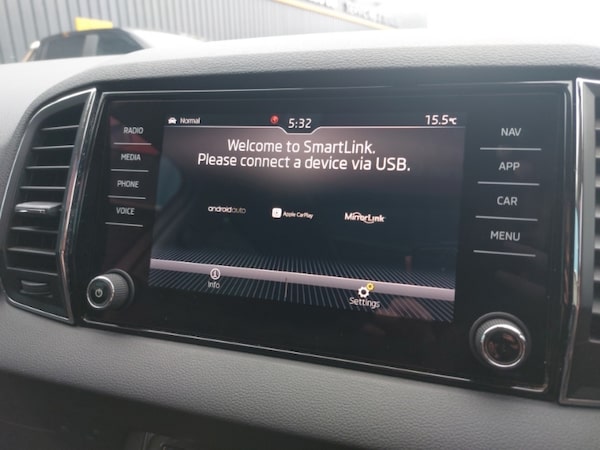 Normal 5:32 15.5°C
RADIO
MEDIA
PHONE
VOICE
Welcome to SmartLink.
Please connect a device via USB.
androidauto Apple CarPlay MirrorLink
Info Settings
NAV
APP
CAR
MENU